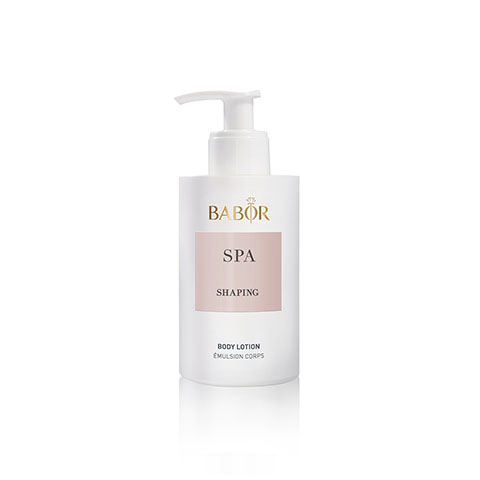 BABOR
SPA
SHAPING
BODY LOTION
ÉMULSION CORPS